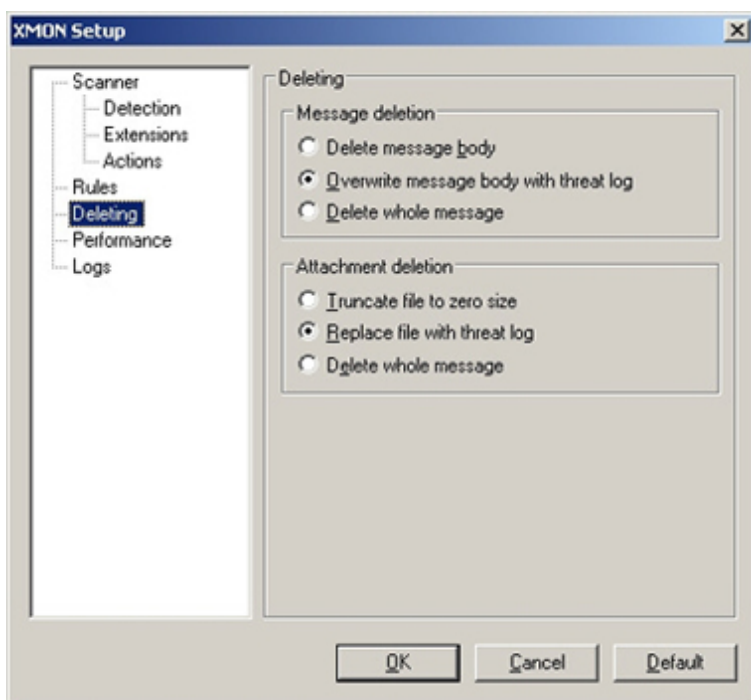 XMON Setup
Scanner
Detection
Extensions
Actions
Rules
Deleting
Performance
Logs
Deleting
Message deletion
Delete message body
Overwrite message body with threat log
Delete whole message
Attachment deletion
Truncate file to zero size
Replace file with threat log
Delete whole message
OK
Cancel
Default